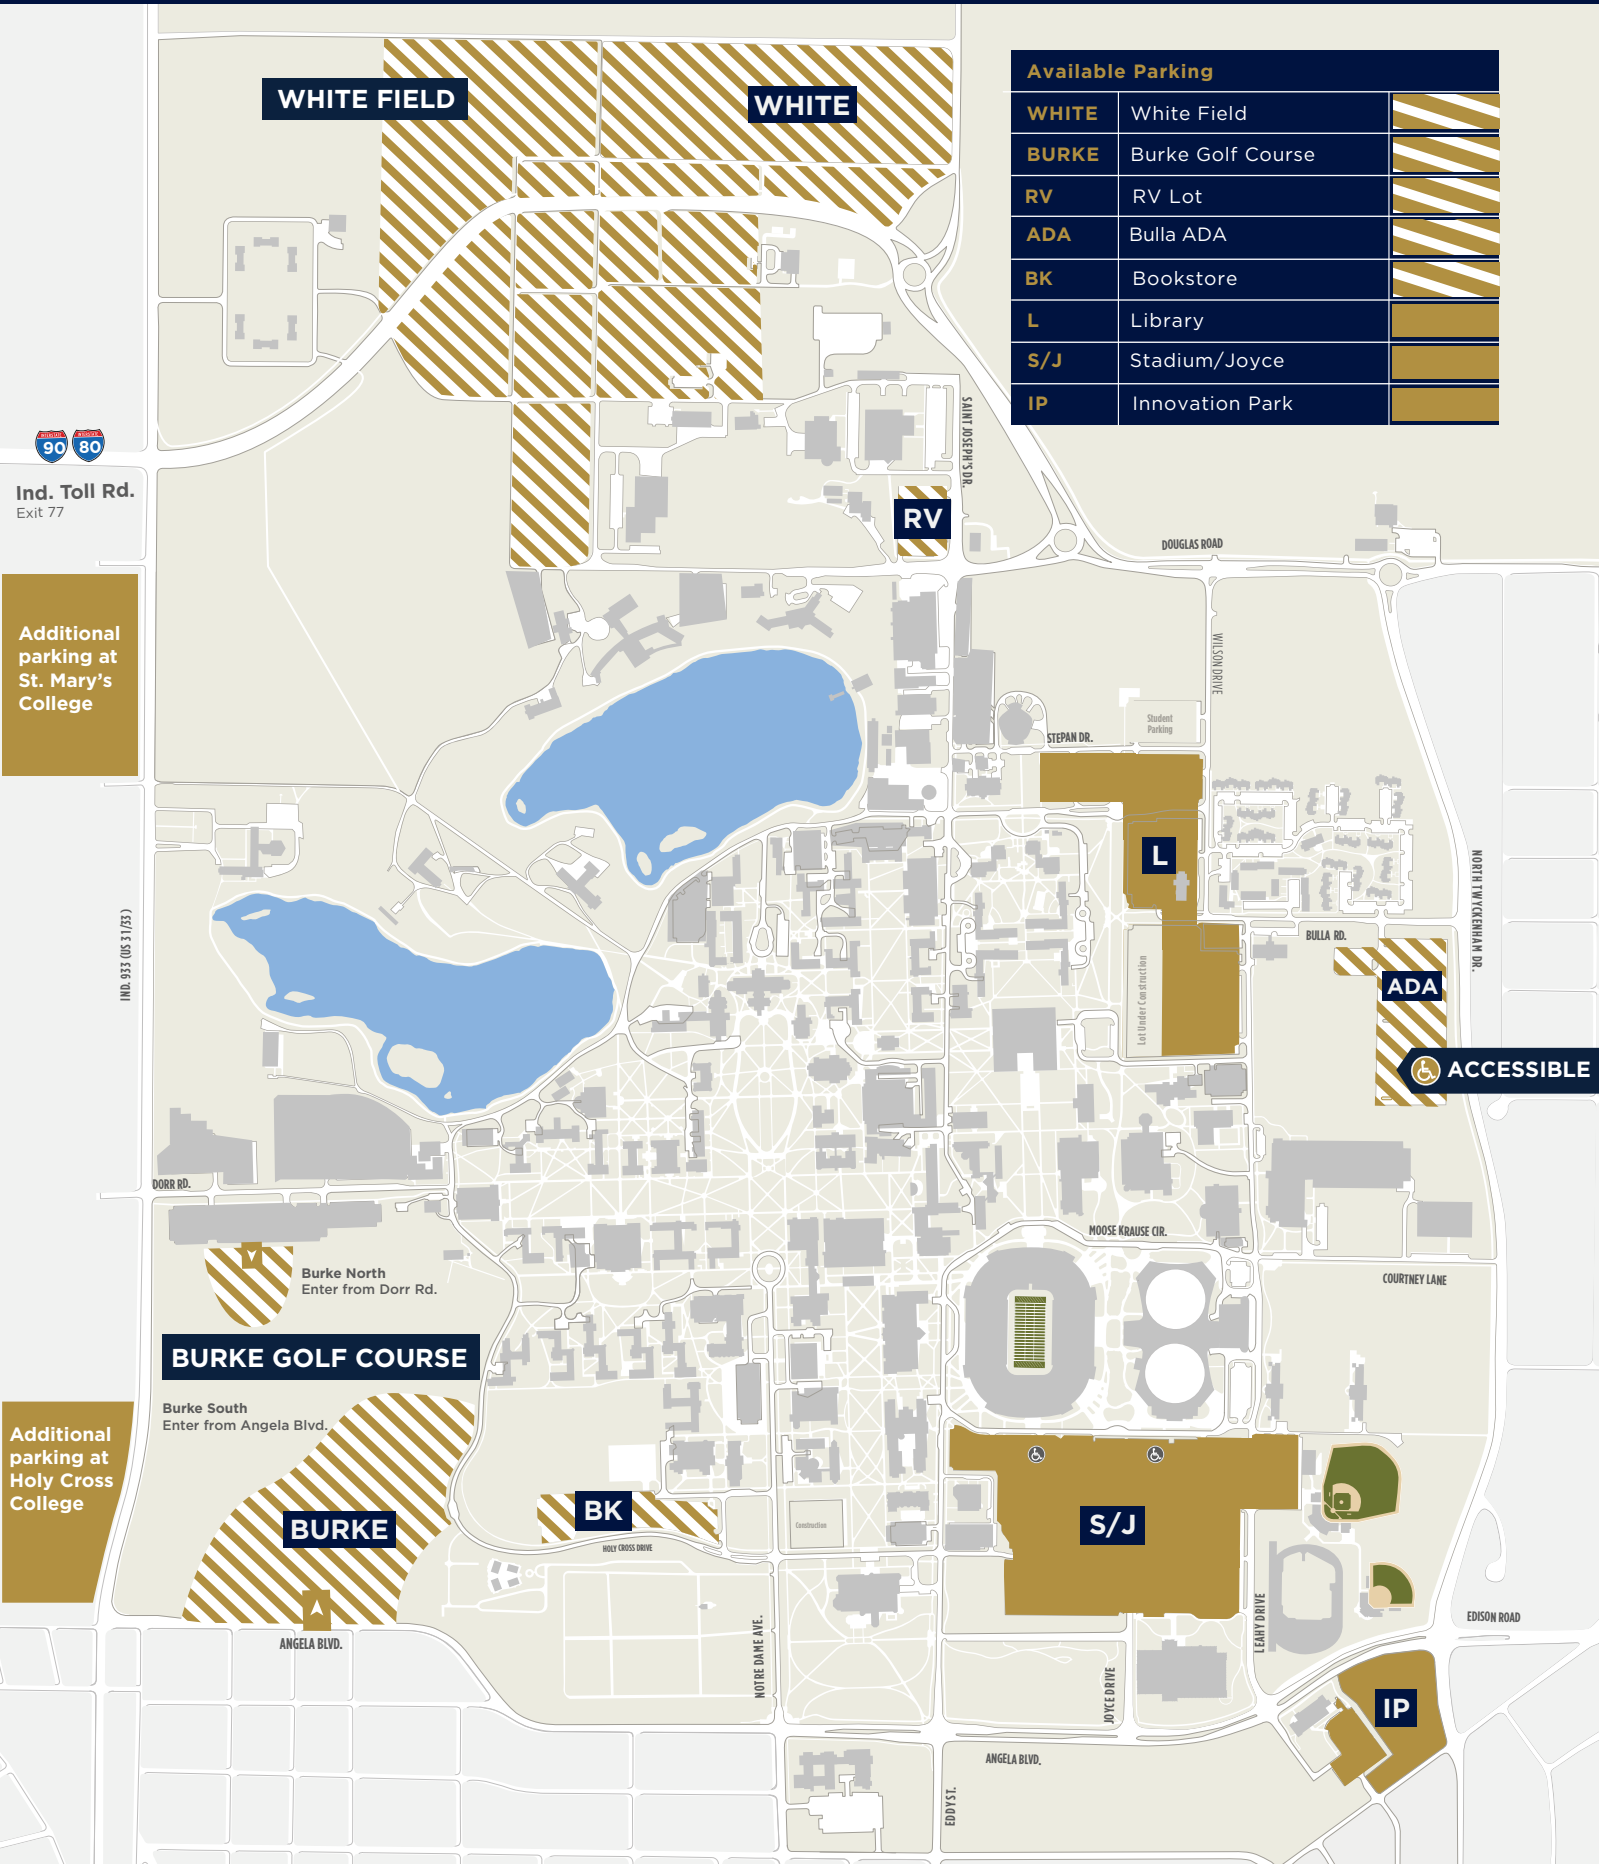 WHITE FIELD
WHITE
Available Parking
WHITE White Field
BURKE Burke Golf Course
RV RV Lot
ADA Bulla ADA
BK Bookstore
L Library
S/J Stadium/Joyce
IP Innovation Park
90 80
Ind. Toll Rd.
Exit 77
SAINT JOSEPH'S DR.
RV
DOUGLAS ROAD
Additional
parking at
St. Mary's
College
WILSON DRIVE
Student
Parking
STEPAN DR.
L
NORTH TWYCKENHAM DR.
IND. 933 (US 31/33)
BULLA RD.
Lot Under Construction
ADA
ACCESSIBLE
DORR RD.
MOOSE KRAUSE CIR.
Burke North
Enter from Dorr Rd.
COURTNEY LANE
BURKE GOLF COURSE
Burke South
Enter from Angela Blvd.
Additional
parking at
Holy Cross
College
BK
BURKE
S/J
Construction
HOLY CROSS DRIVE
LEAHY DRIVE
EDISON ROAD
ANGELA BLVD.
NOTRE DAME AVE.
JOYCE DRIVE
IP
ANGELA BLVD.
EDDY ST.